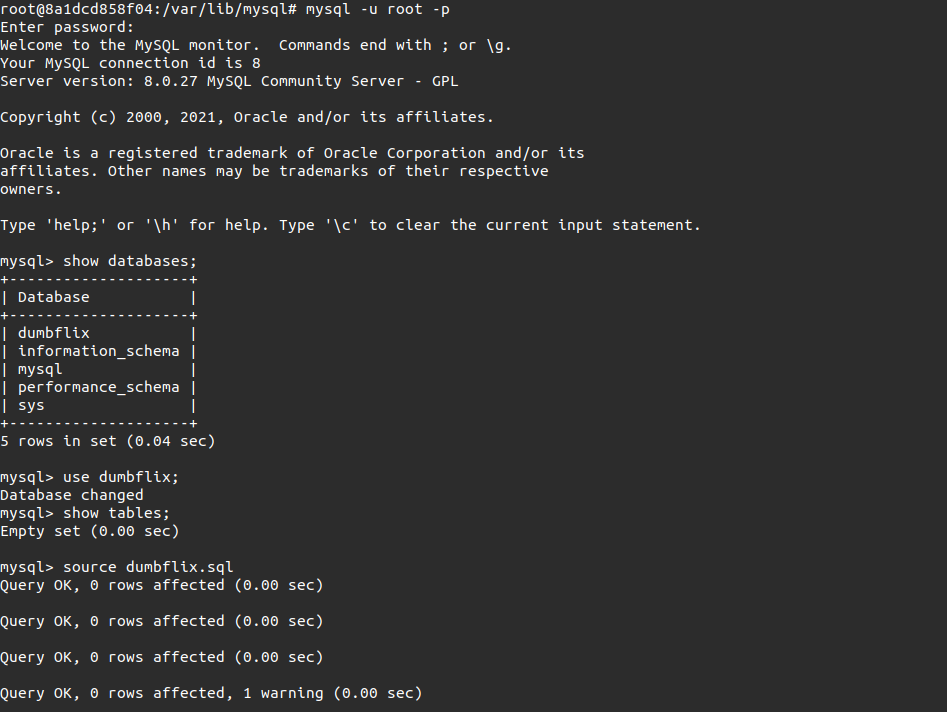 root@8a1dcd858f04:/var/lib/mysql# mysql -u root -p
Enter password:
Welcome to the MySQL monitor.  Commands end with ; or \g.
Your MySQL connection id is 8
Server version: 8.0.27 MySQL Community Server - GPL

Copyright (c) 2000, 2021, Oracle and/or its affiliates.

Oracle is a registered trademark of Oracle Corporation and/or its
affiliates. Other names may be trademarks of their respective
owners.

Type 'help;' or '\h' for help. Type '\c' to clear the current input statement.

mysql> show databases;
+--------------------+
| Database           |
+--------------------+
| dumbflix           |
| information_schema |
| mysql              |
| performance_schema |
| sys                |
+--------------------+
5 rows in set (0.04 sec)

mysql> use dumbflix;
Database changed
mysql> show tables;
Empty set (0.00 sec)

mysql> source dumbflix.sql
Query OK, 0 rows affected (0.00 sec)

Query OK, 0 rows affected (0.00 sec)

Query OK, 0 rows affected (0.00 sec)

Query OK, 0 rows affected, 1 warning (0.00 sec)